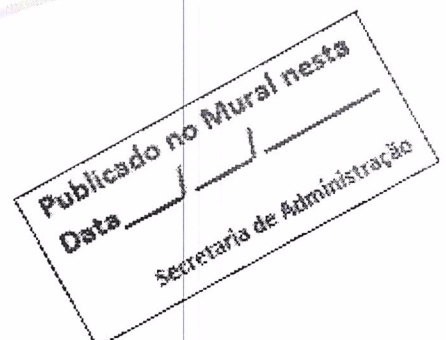 Publicado no Mural nesta
Data ___/___/______
Secretaria de Administração